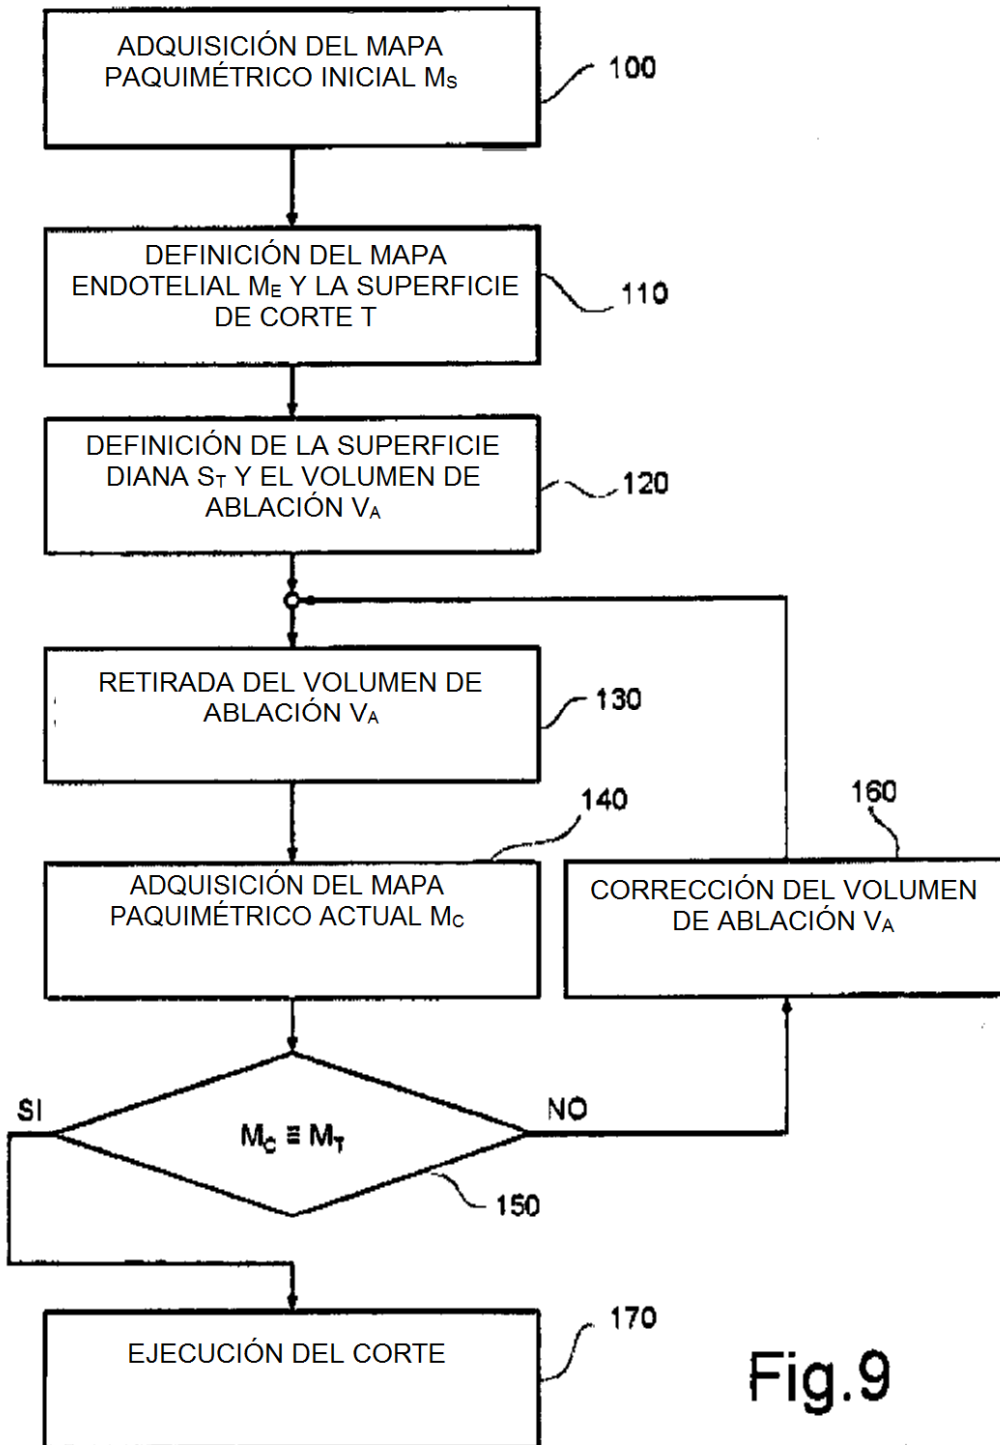 ADQUISICIÓN DEL MAPA
PAQUIMÉTRICO INICIAL MS
100
DEFINICIÓN DEL MAPA
ENDOTELIAL ME Y LA SUPERFICIE
DE CORTE T
110
DEFINICIÓN DE LA SUPERFICIE
DIANA ST Y EL VOLUMEN DE
ABLACIÓN VA
120
RETIRADA DEL VOLUMEN DE
ABLACIÓN VA
130
140
ADQUISICIÓN DEL MAPA
PAQUIMÉTRICO ACTUAL MC
160
CORRECCIÓN DEL VOLUMEN
DE ABLACIÓN VA
SI
MC ≡ MT
NO
150
EJECUCIÓN DEL CORTE
170
Fig.9